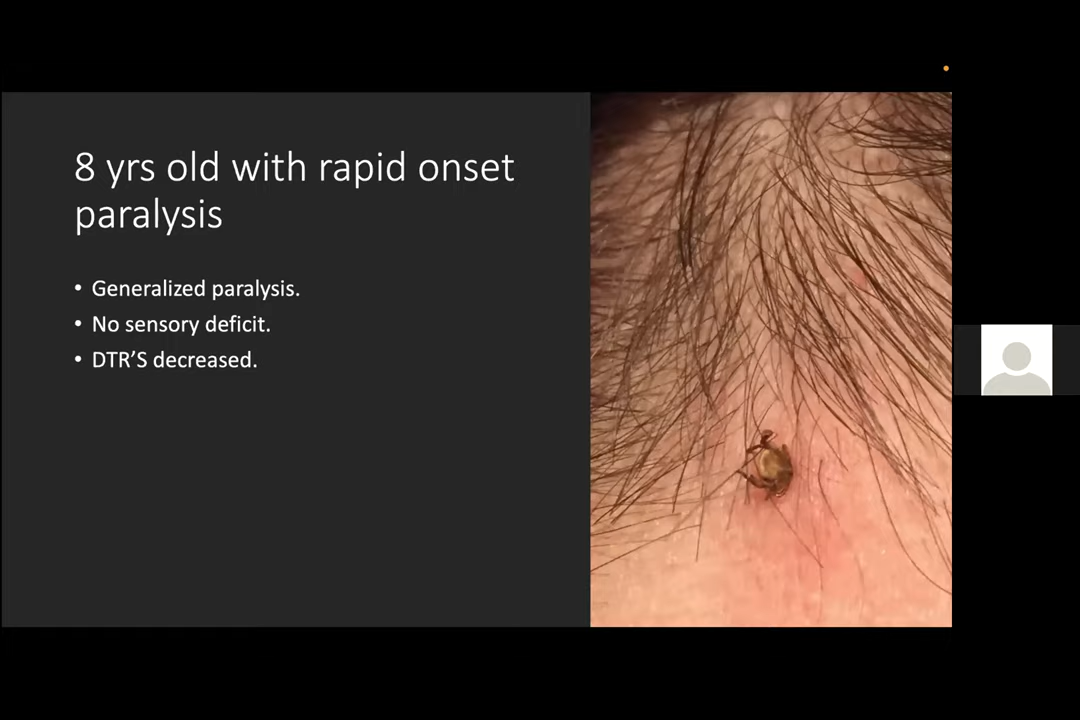 8 yrs old with rapid onset
paralysis
• Generalized paralysis.
• No sensory deficit.
• DTR’S decreased.